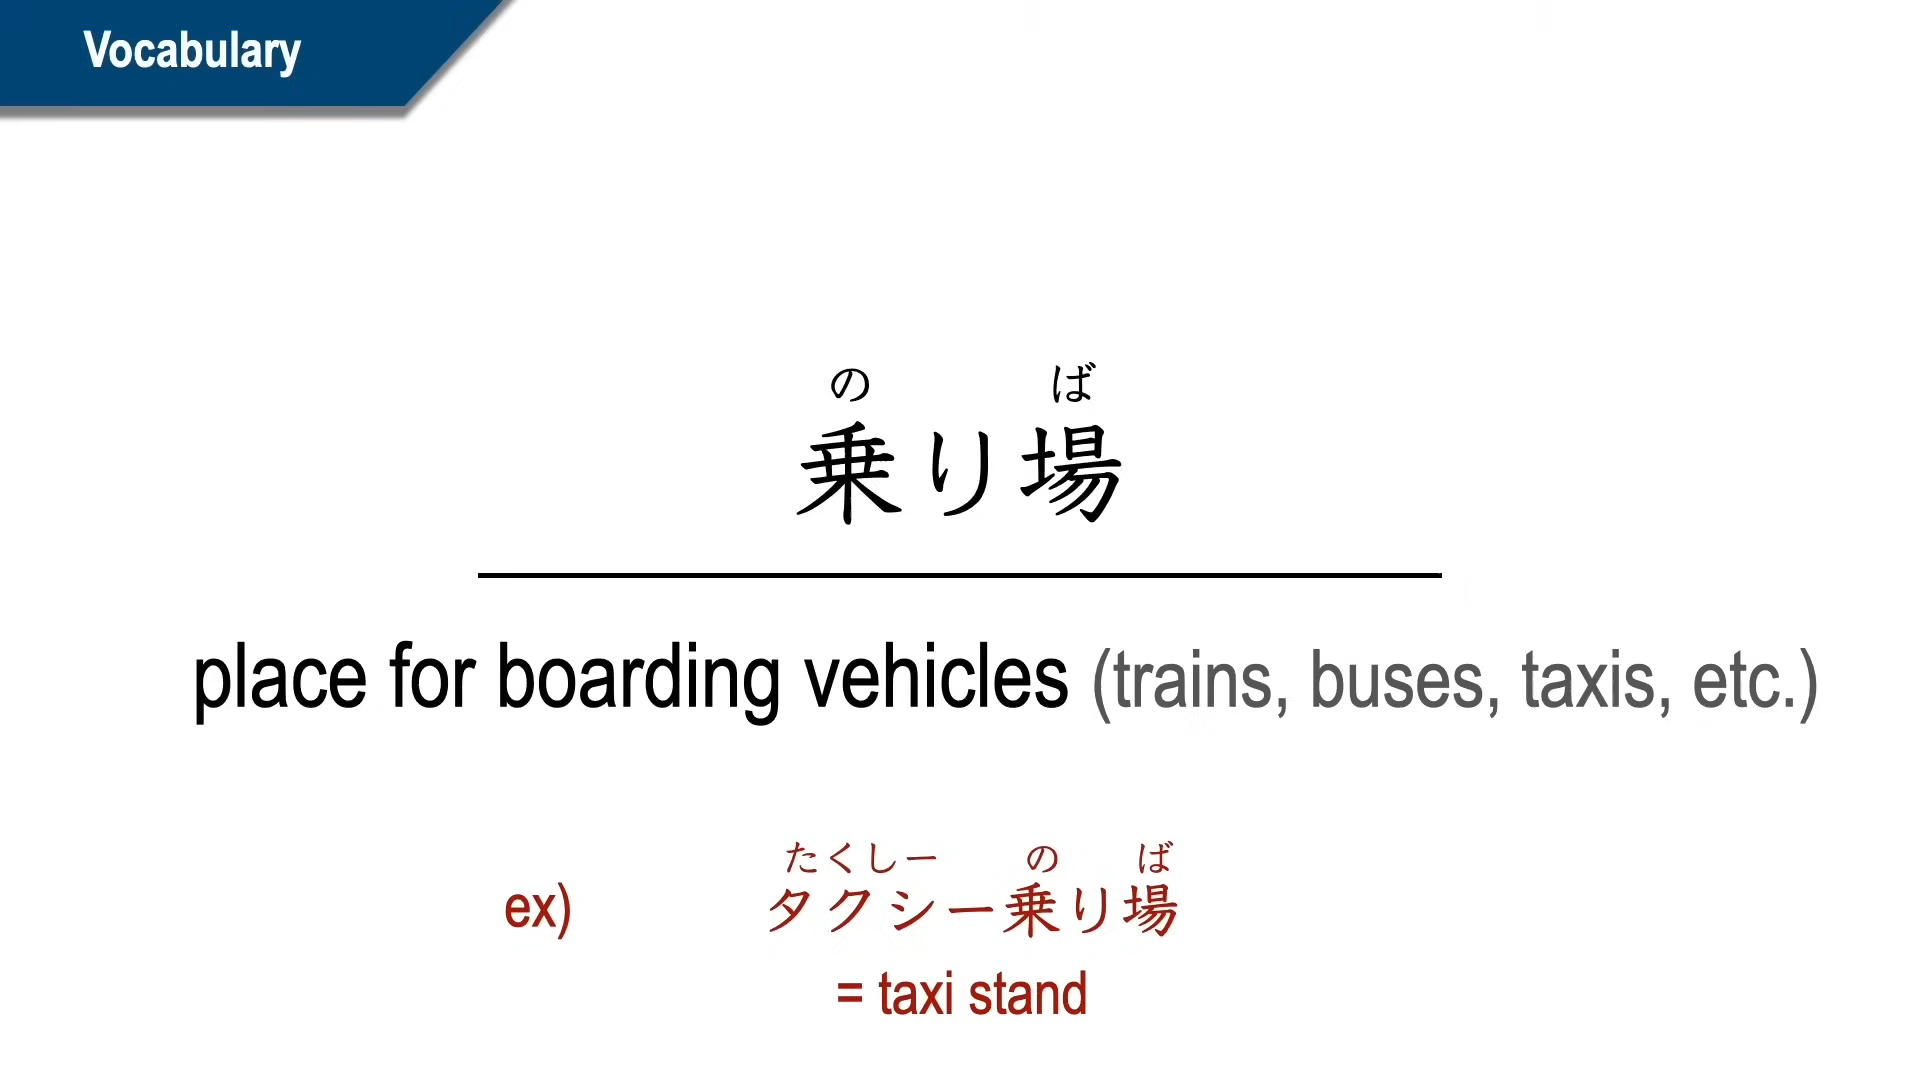 Vocabulary
の ば
乗り場
place for boarding vehicles (trains, buses, taxis, etc.)
たくしー の ば
ex) タクシー乗り場
= taxi stand